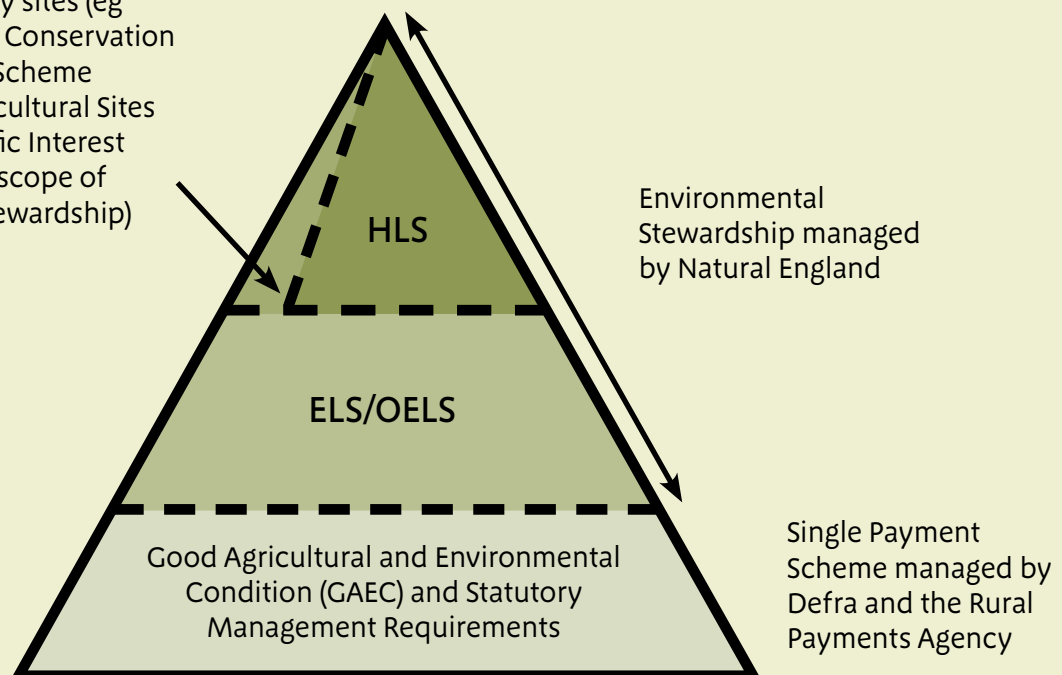 y sites (eg
Conservation
Scheme
cultural Sites
fic Interest
scope of
ewardship)
HLS
Environmental
Stewardship managed
by Natural England
ELS/OELS
Good Agricultural and Environmental
Condition (GAEC) and Statutory
Management Requirements
Single Payment
Scheme managed by
Defra and the Rural
Payments Agency